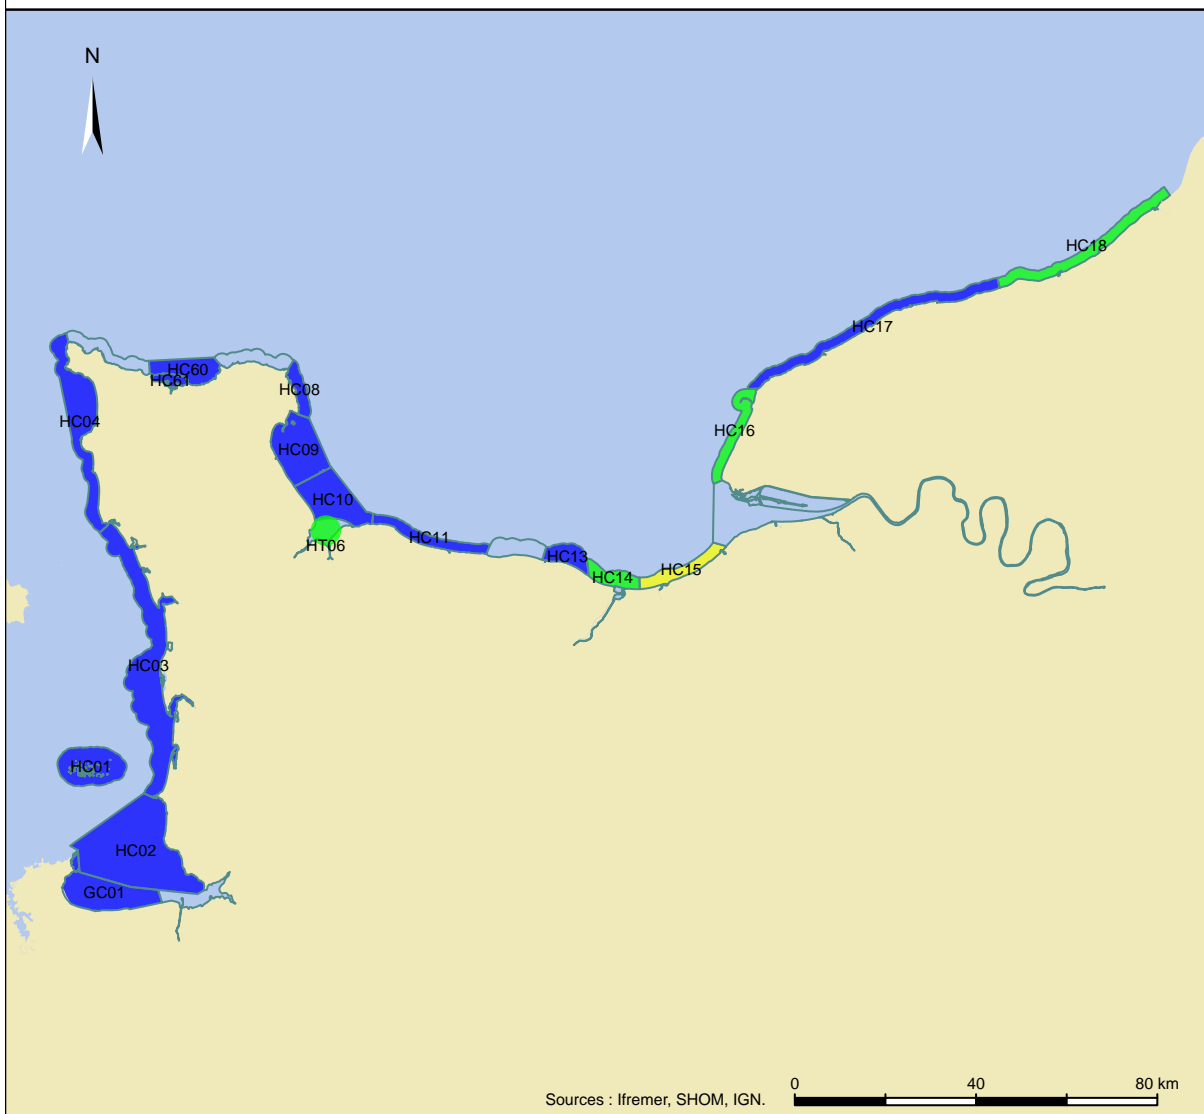 N
HC18
HC17
HC60
HC61
HC08
HC04
HC16
HC09
HC10
HC11
HT06
HC13
HC14
HC15
HC03
HC01
HC02
GC01
0 40 80 km
Sources : Ifremer, SHOM, IGN.